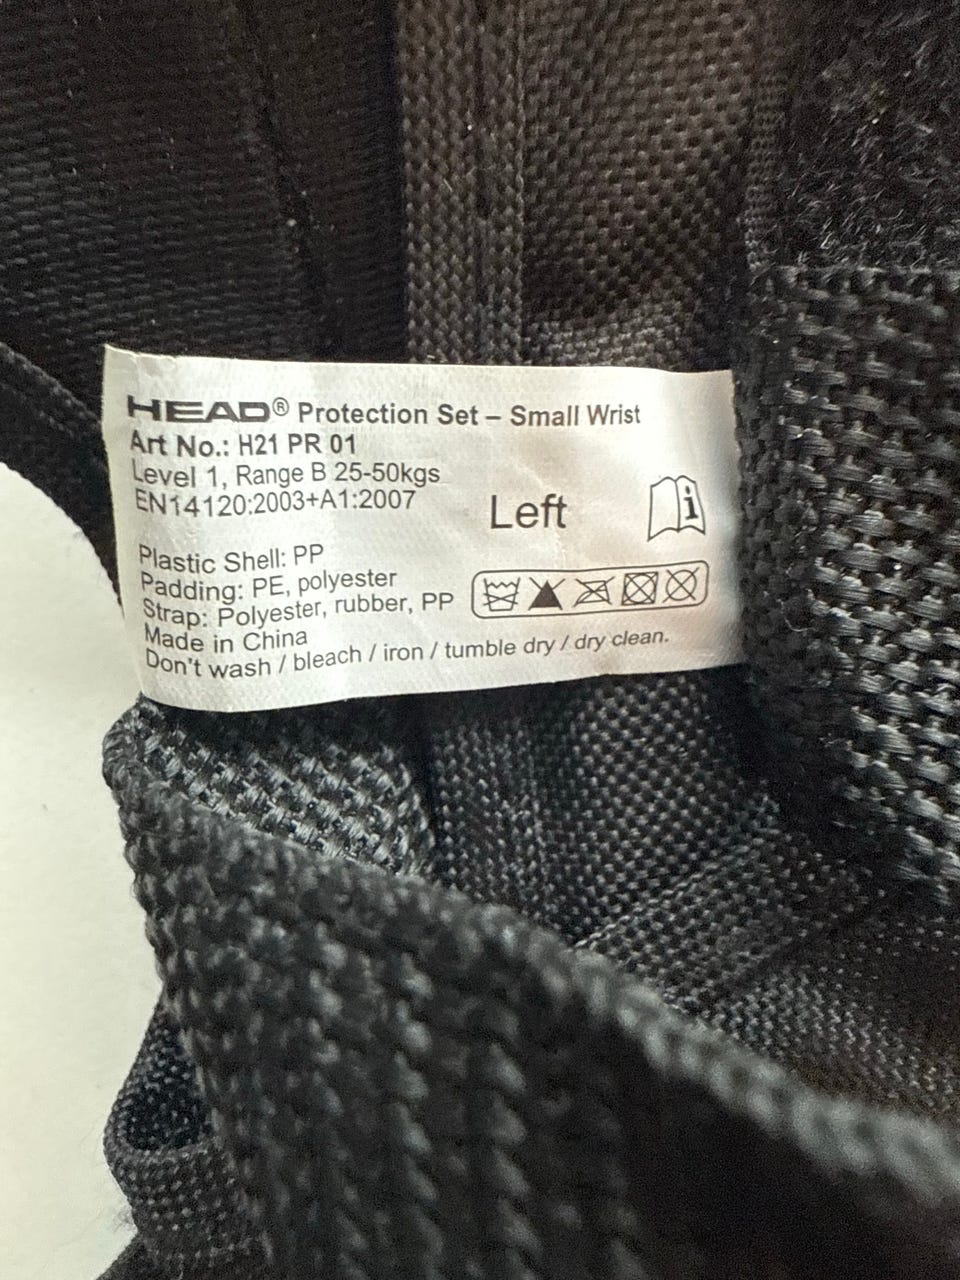 HEAD® Protection Set – Small Wrist
Art No.: H21 PR 01
Level 1, Range B 25-50kgs
EN14120:2003+A1:2007
Left
Plastic Shell: PP
Padding: PE, polyester
Strap: Polyester, rubber, PP
Made in China
Don't wash / bleach / iron / tumble dry / dry clean.